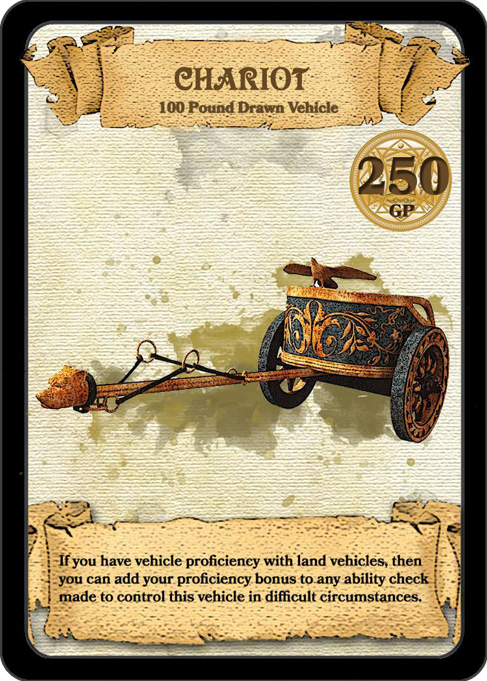 CHARIOT
100 Pound Drawn Vehicle
250
GP
If you have vehicle proficiency with land vehicles, then
you can add your proficiency bonus to any ability check
made to control this vehicle in difficult circumstances.